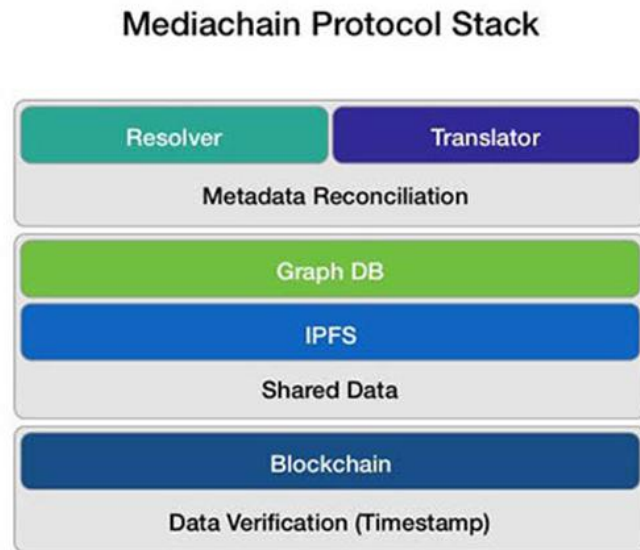 Mediachain Protocol Stack
Resolver Translator
Metadata Reconciliation
Graph DB
IPFS
Shared Data
Blockchain
Data Verification (Timestamp)